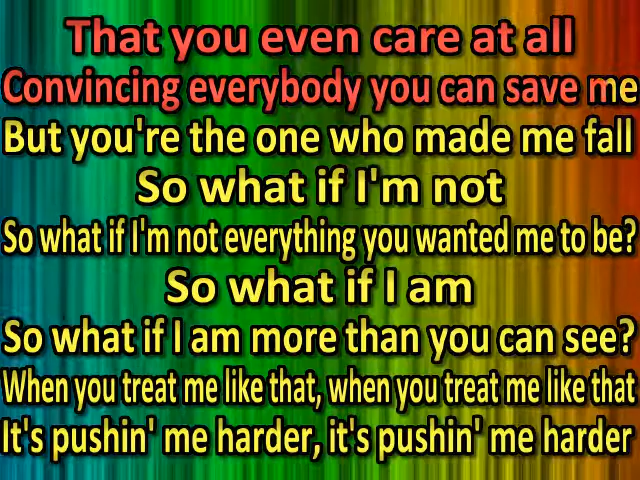 That you even care at all
Convincing everybody you can save me
But you're the one who made me fall
So what if I'm not
So what if I'm not everything you wanted me to be?
So what if I am
So what if I am more than you can see?
When you treat me like that, when you treat me like that
It's pushin' me harder, it's pushin' me harder